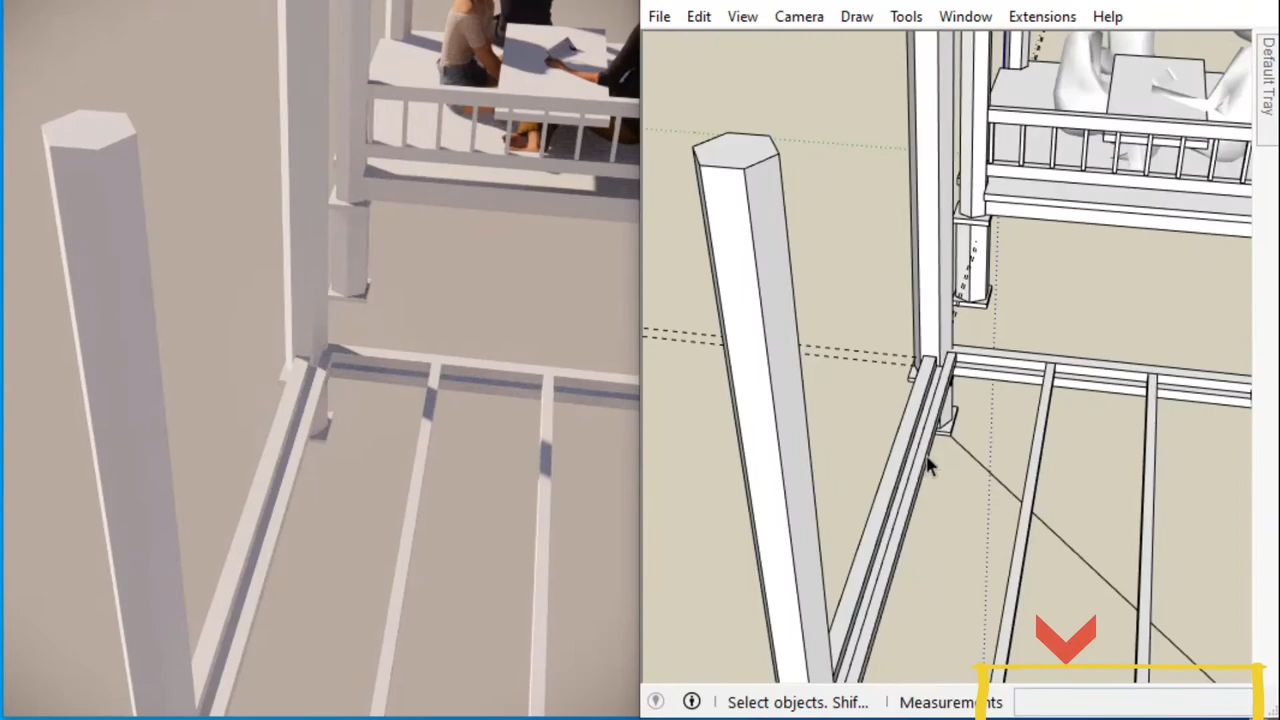 File Edit View Camera Draw Tools Window Extensions Help
Default Tray
Select objects. Shif... Measurements